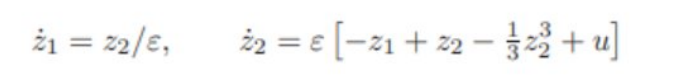 ż₁ = z₂/ε, ż₂ = ε [−z₁ + z₂ − ⅓z₂³ + u]